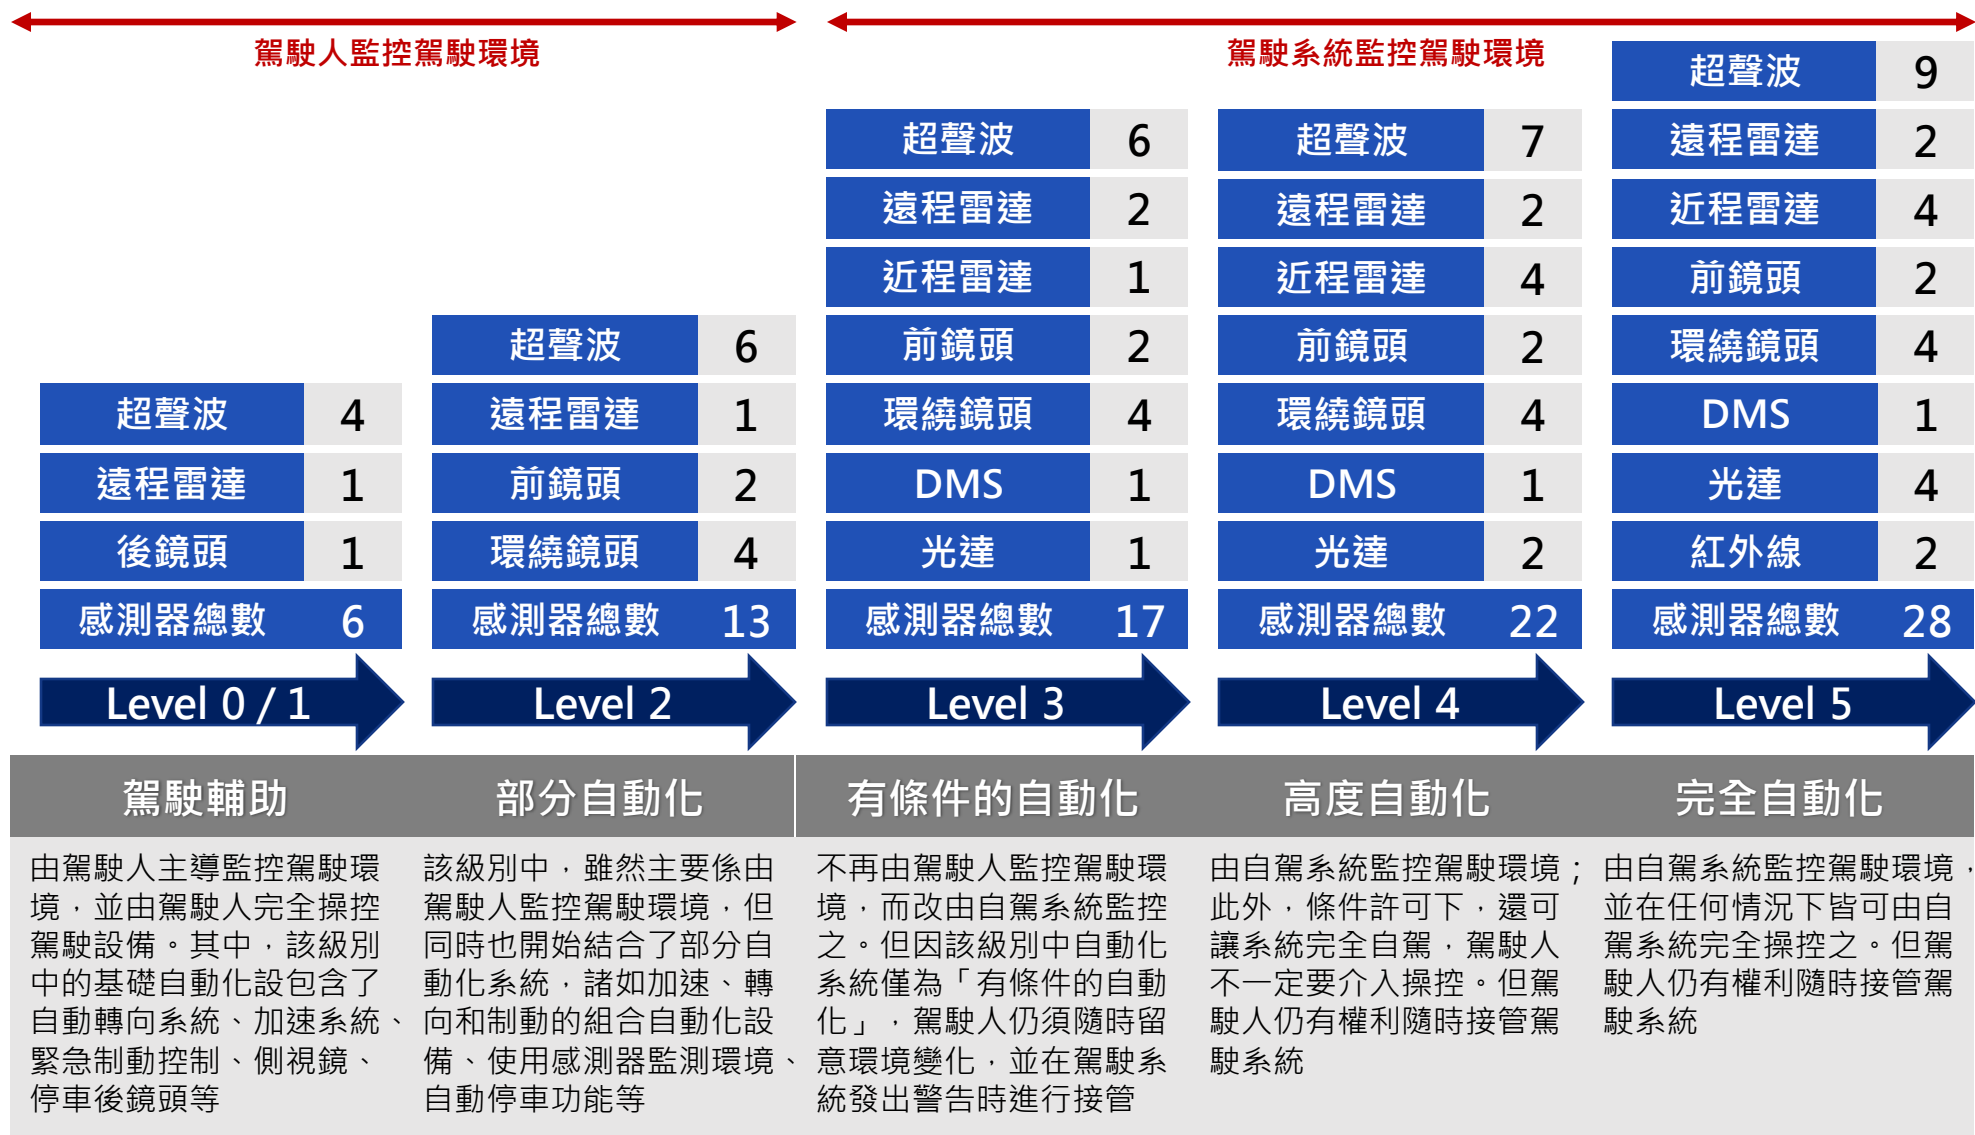 駕駛人監控駕駛環境
駕駛系統監控駕駛環境
超聲波 4
遠程雷達 1
後鏡頭 1
感測器總數 6
Level 0 / 1
超聲波 6
遠程雷達 1
前鏡頭 2
環繞鏡頭 4
感測器總數 13
Level 2
超聲波 6
遠程雷達 2
近程雷達 1
前鏡頭 2
環繞鏡頭 4
DMS 1
光達 1
感測器總數 17
Level 3
超聲波 7
遠程雷達 2
近程雷達 4
前鏡頭 2
環繞鏡頭 4
DMS 1
光達 2
感測器總數 22
Level 4
超聲波 9
遠程雷達 2
近程雷達 4
前鏡頭 2
環繞鏡頭 4
DMS 1
光達 4
紅外線 2
感測器總數 28
Level 5
駕駛輔助
由駕駛人主導監控駕駛環
境，並由駕駛人完全操控
駕駛設備。其中，該級別
中的基礎自動化設包含了
自動轉向系統、加速系統、
緊急制動控制、側視鏡、
停車後鏡頭等
部分自動化
該級別中，雖然主要係由
駕駛人監控駕駛環境，但
同時也開始結合了部分自
動化系統，諸如加速、轉
向和制動的組合自動化設
備、使用感測器監測環境、
自動停車功能等
有條件的自動化
不再由駕駛人監控駕駛環
境，而改由自駕系統監控
之。但因該級別中自動化
系統僅為「有條件的自動
化」，駕駛人仍須隨時留
意環境變化，並在駕駛系
統發出警告時進行接管
高度自動化
由自駕系統監控駕駛環境；
此外，條件許可下，還可
讓系統完全自駕，駕駛人
不一定要介入操控。但駕
駛人仍有權利隨時接管駕
駛系統
完全自動化
由自駕系統監控駕駛環境，
並在任何情況下皆可由自
駕系統完全操控之。但駕
駛人仍有權利隨時接管駕
駛系統